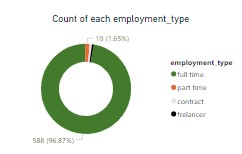 Count of each employment_type
10 (1.65%)
employment_type
full time
part time
contract
frelancer
588 (96.87%)